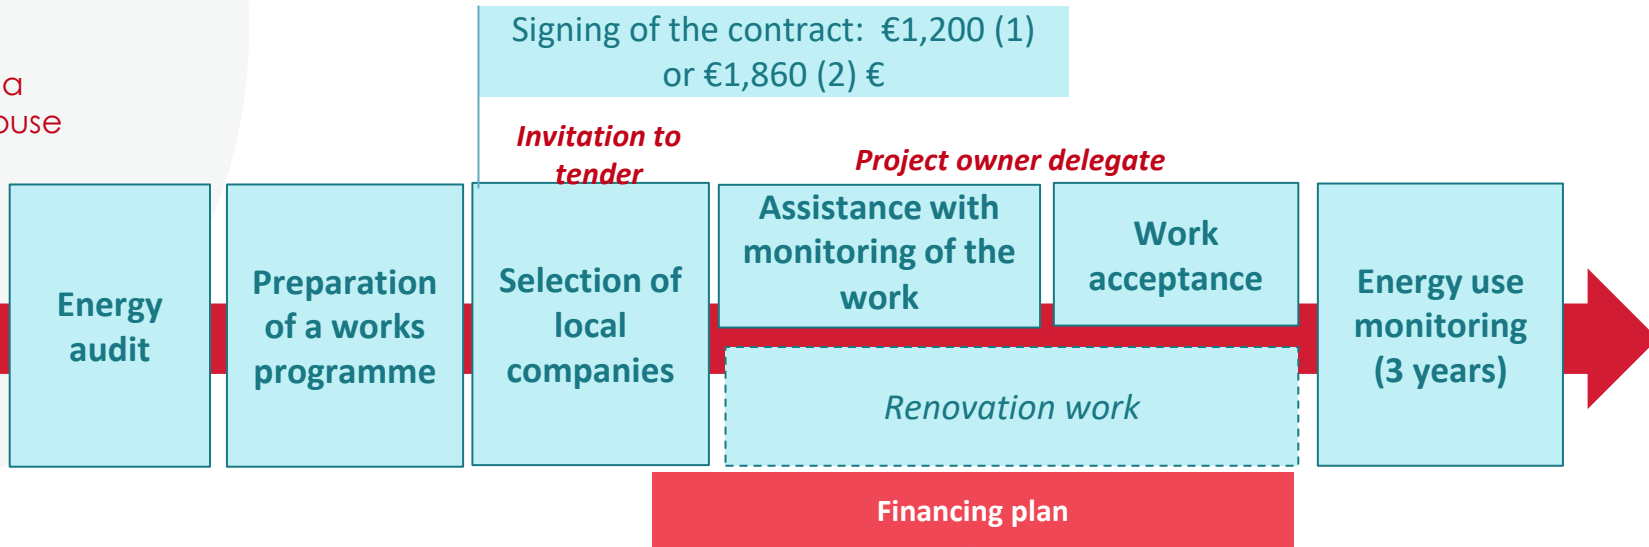 Signing of the contract: €1,200 (1)
or €1,860 (2) €
a
Invitation to
tender
Project owner delegate
Energy
audit
Preparation
of a works
programme
Selection of
local
companies
Assistance with
monitoring of the
work
Work
acceptance
Renovation work
Energy use
monitoring
(3 years)
Financing plan